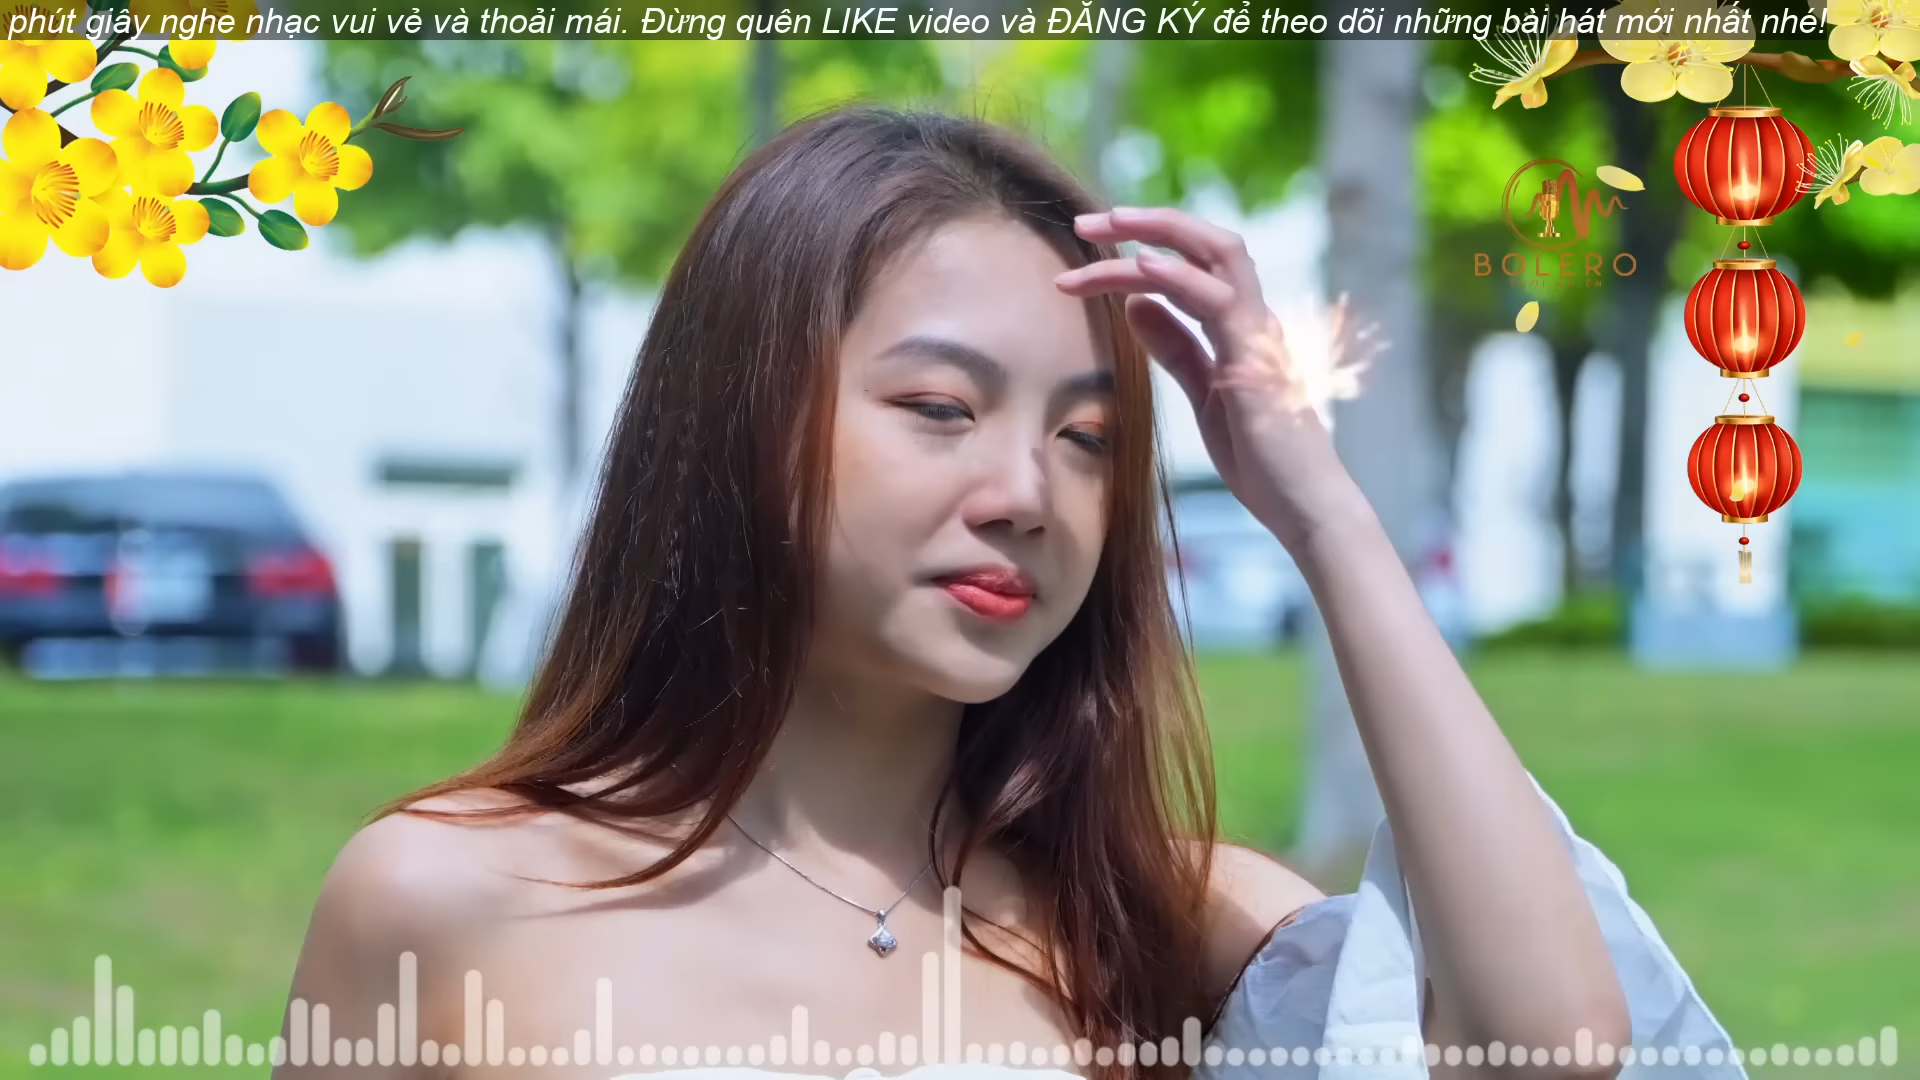 phút giây nghe nhạc vui vẻ và thoải mái. Đừng quên LIKE video và ĐĂNG KÝ để theo dõi những bài hát mới nhất nhé!
BOLERO